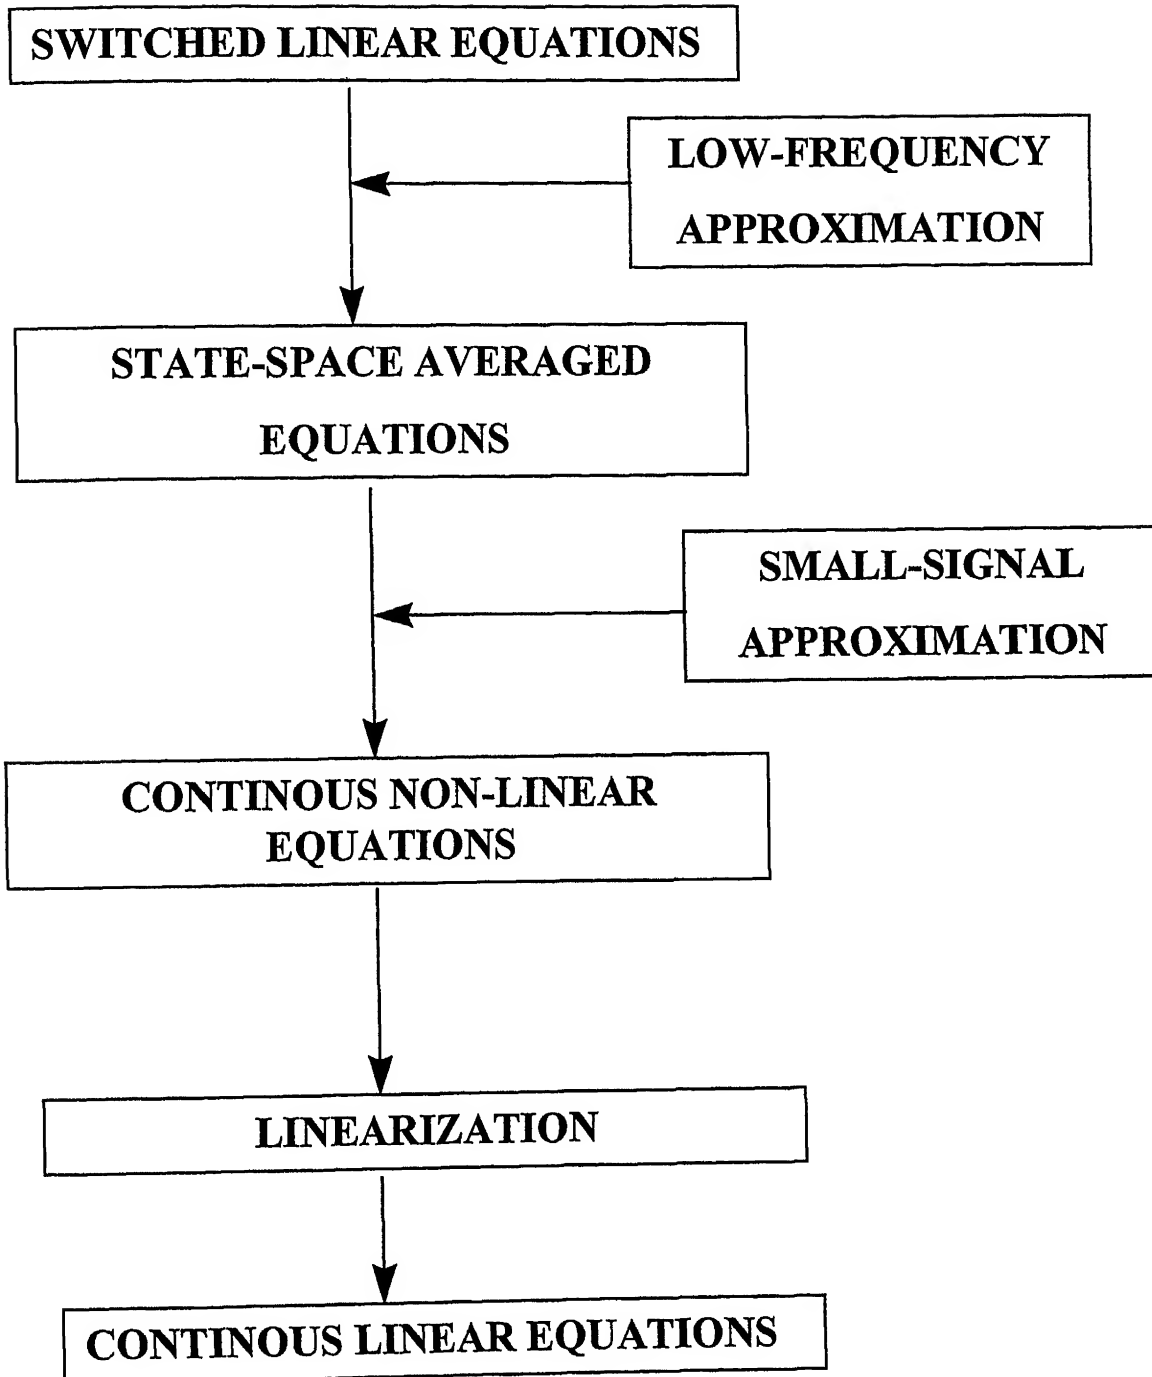 SWITCHED LINEAR EQUATIONS
LOW-FREQUENCY
APPROXIMATION
STATE-SPACE AVERAGED
EQUATIONS
SMALL-SIGNAL
APPROXIMATION
CONTINOUS NON-LINEAR
EQUATIONS
LINEARIZATION
CONTINOUS LINEAR EQUATIONS